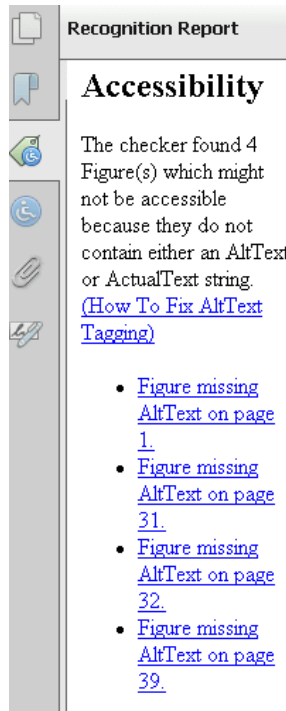 Recognition Report
Accessibility
The checker found 4
Figure(s) which might
not be accessible
because they do not
contain either an AltText
or ActualText string.
(How To Fix AltText
Tagging)
• Figure missing
AltText on page
1.
• Figure missing
AltText on page
31.
• Figure missing
AltText on page
32.
• Figure missing
AltText on page
39.